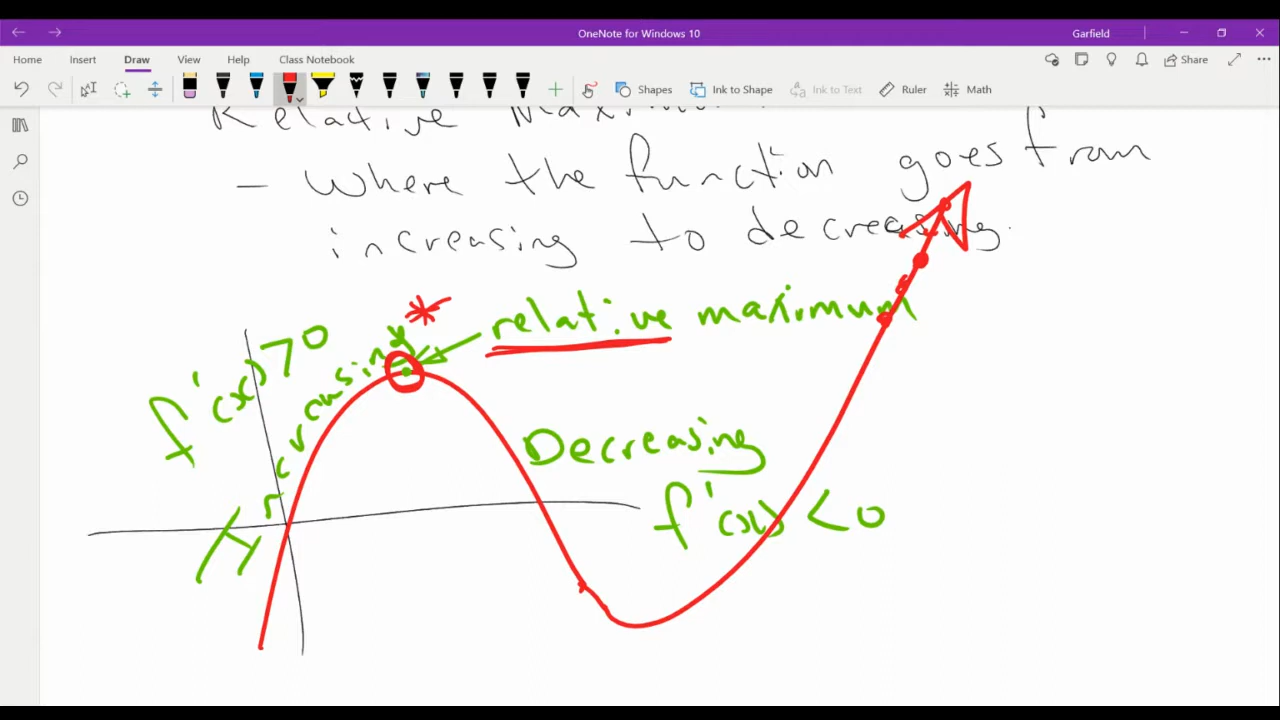 OneNote for Windows 10
Garfield
Home Insert Draw View Help Class Notebook
Share
Shapes Ink to Shape Ink to Text Ruler Math
Relative Maximum
- Where the function goes from
increasing to decreasing.
relative maximum
f'(x) > 0
Increasing
Decreasing
f'(x) < 0